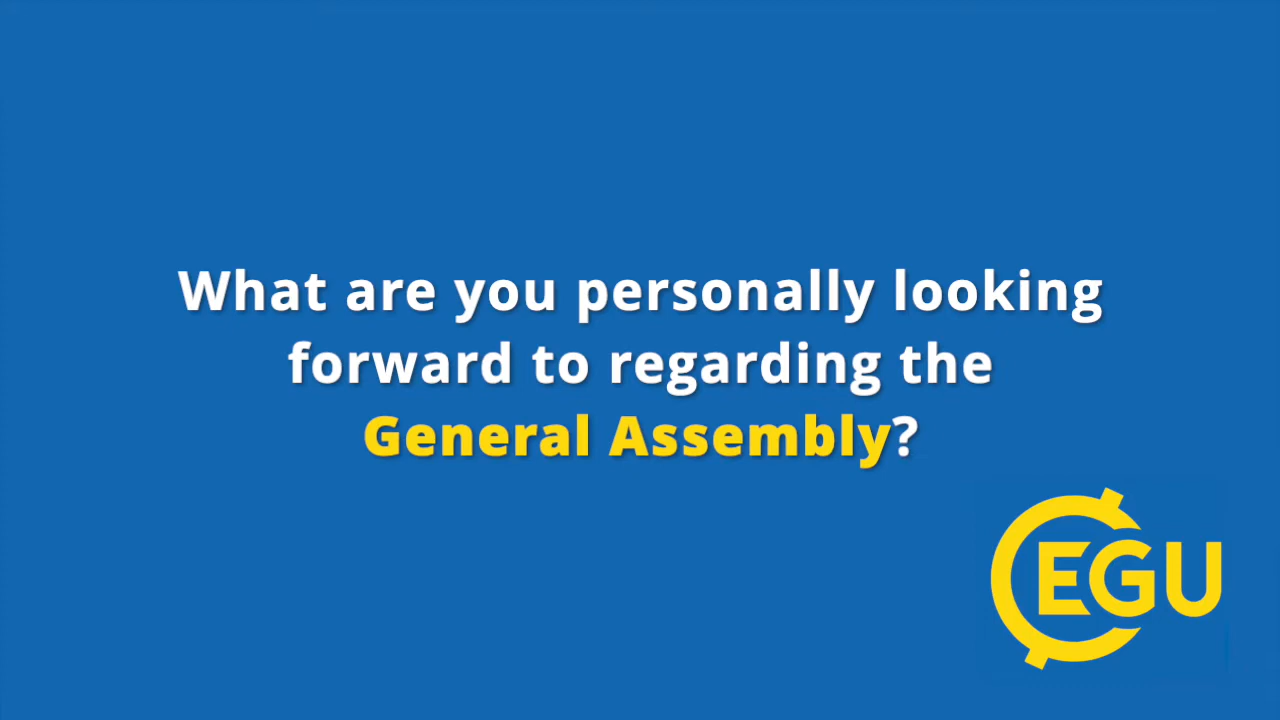 What are you personally looking
forward to regarding the
General Assembly?
EGU